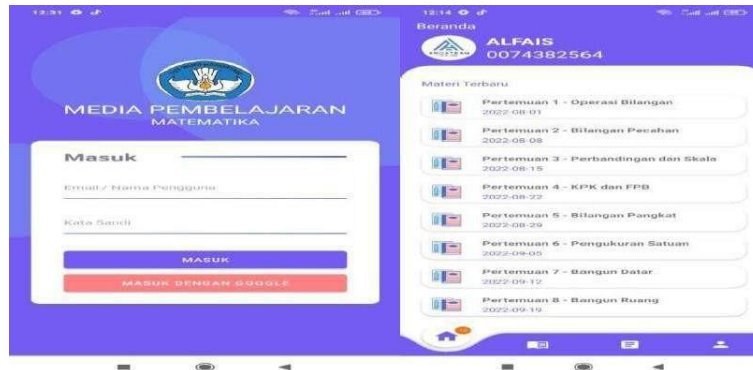 12:31
MEDIA PEMBELAJARAN
MATEMATIKA
Masuk
Email / Nama Pengguna
Kata Sandi
MASUK
MASUK DENGAN GOOGLE
12:14
Beranda
ALFAIS
0074382564
Materi Terbaru
Pertemuan 1 - Operasi Bilangan
2022-08-01
Pertemuan 2 - Bilangan Pecahan
2022-08-08
Pertemuan 3 - Perbandingan dan Skala
2022-08-15
Pertemuan 4 - KPK dan FPB
2022-08-22
Pertemuan 5 - Bilangan Pangkat
2022-08-29
Pertemuan 6 - Pengukuran Satuan
2022-09-05
Pertemuan 7 - Bangun Datar
2022-09-12
Pertemuan 8 - Bangun Ruang
2022-09-19